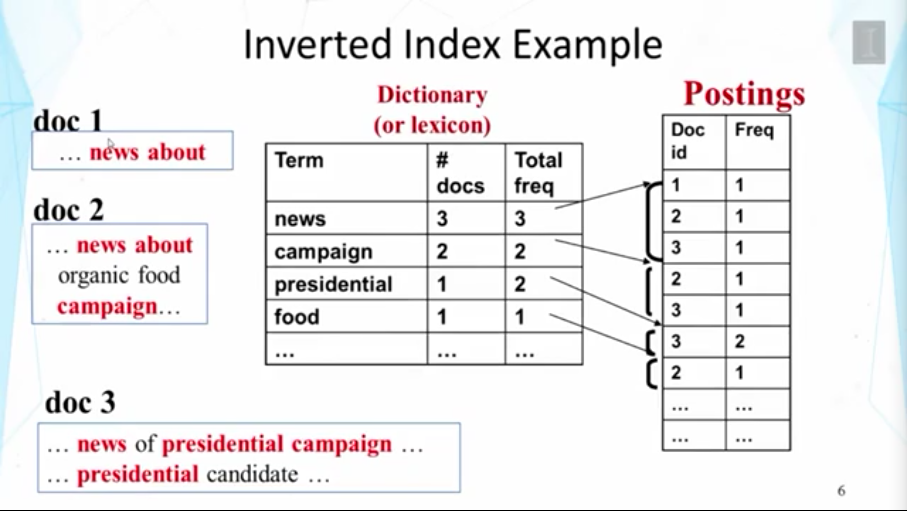 Inverted Index Example
doc 1
… news about
doc 2
… news about
organic food
campaign…
doc 3
… news of presidential campaign …
… presidential candidate …
Dictionary
(or lexicon)
Term # docs Total freq
news 3 3
campaign 2 2
presidential 1 2
food 1 1
… … …
Postings
Doc id Freq
1 1
2 1
3 1
2 1
3 1
3 2
2 1
… …
… …
6